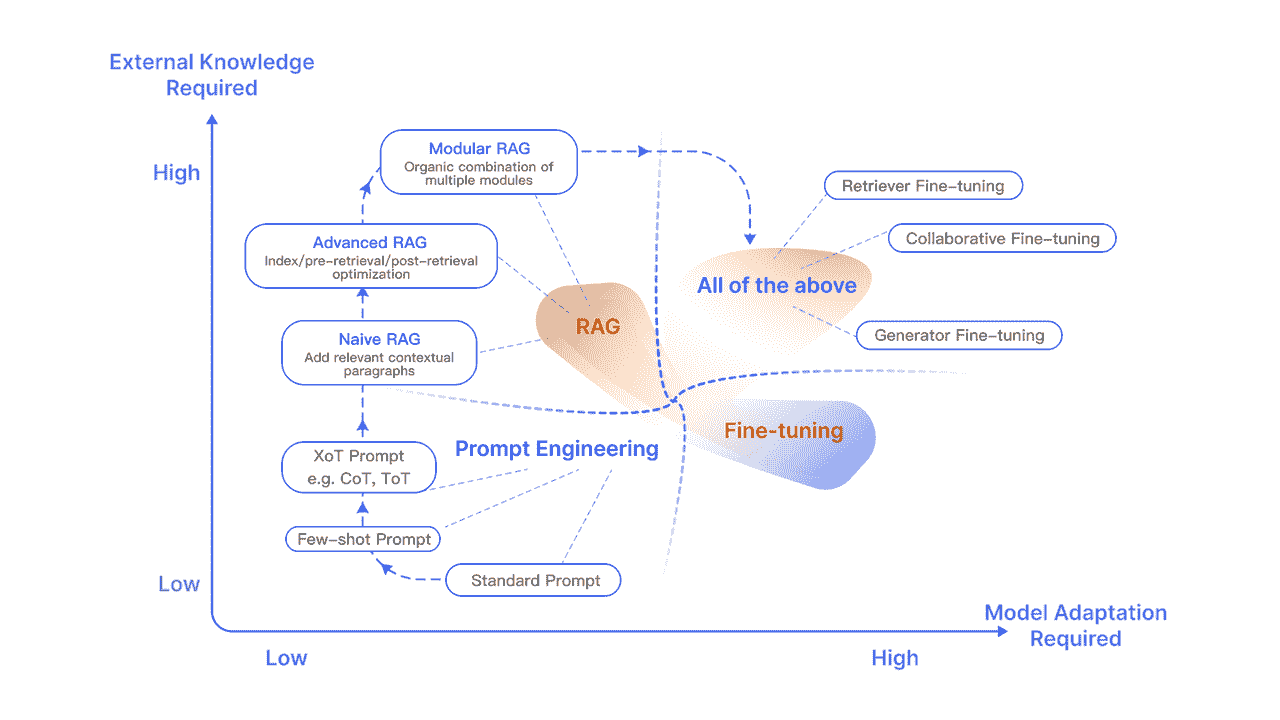 External Knowledge
Required
High
Modular RAG
Organic combination of
multiple modules
Retriever Fine-tuning
Advanced RAG
Index/pre-retrieval/post-retrieval
optimization
Collaborative Fine-tuning
All of the above
RAG
Generator Fine-tuning
Naive RAG
Add relevant contextual
paragraphs
Fine-tuning
Prompt Engineering
XoT Prompt
e.g. CoT, ToT
Few-shot Prompt
Standard Prompt
Low
Model Adaptation
Required
Low
High